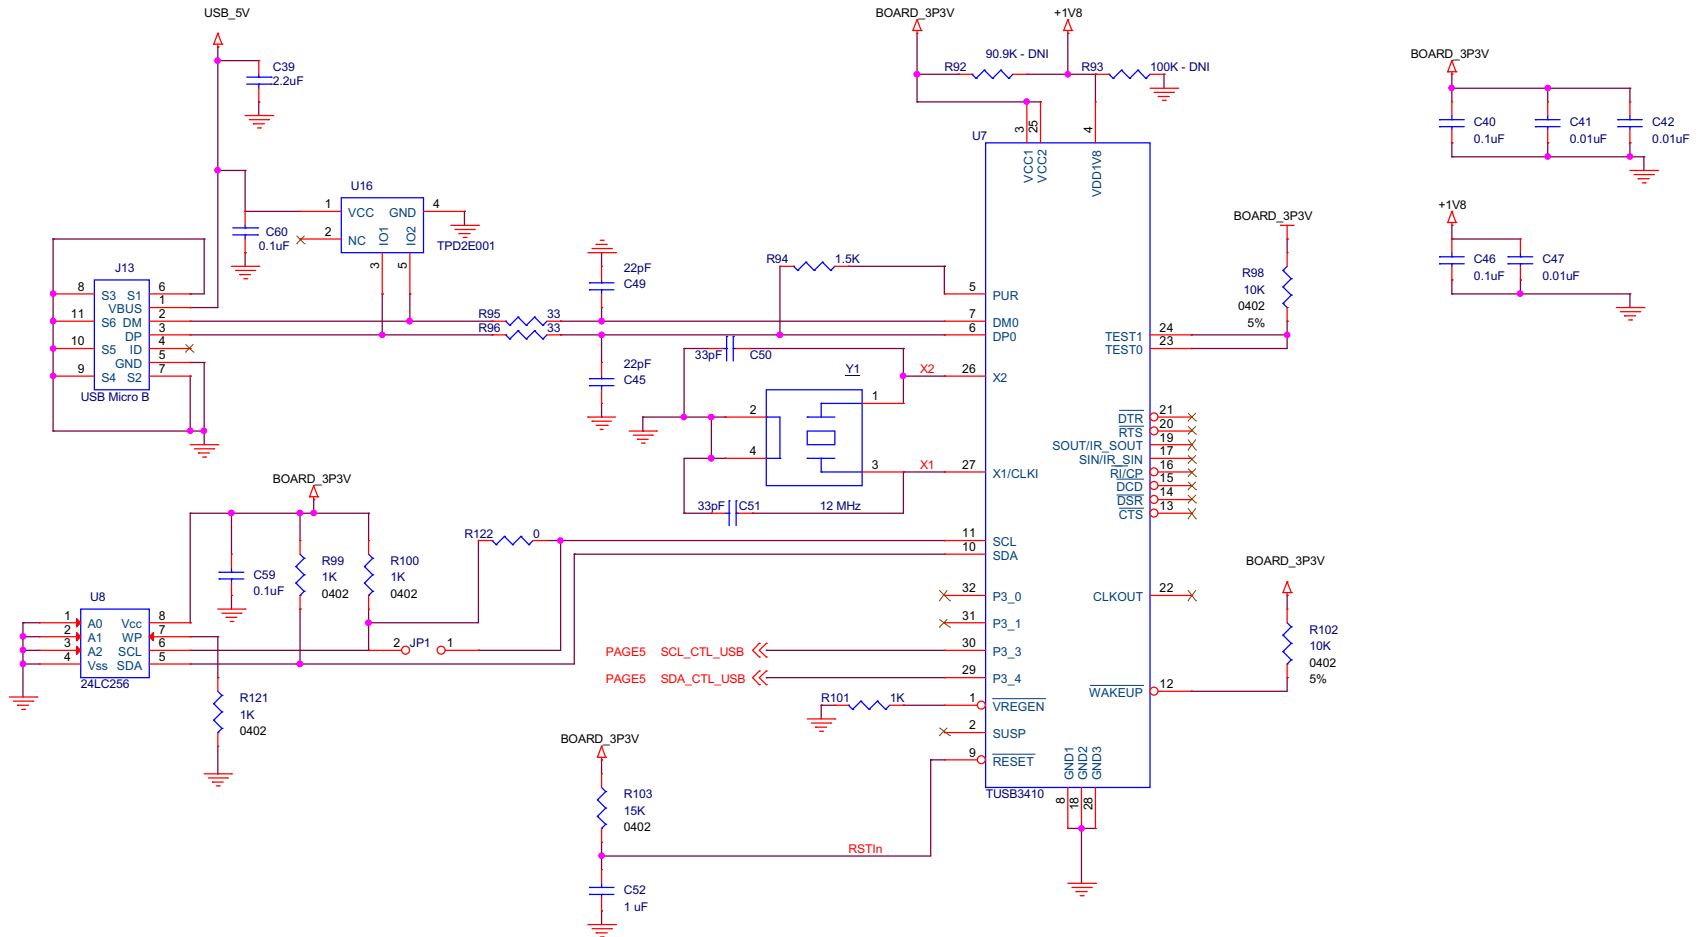 USB_5V
C39
2.2uF
U16
1
VCC
GND
4
2
NC
IO1
IO2
TPD2E001
3
5
C60
0.1uF
J13
8
S3
S1
6
VBUS
1
11
S6
DM
2
DP
3
10
S5
ID
4
GND
5
9
S4
S2
7
USB Micro B
R95
33
R96
33
22pF
C49
22pF
C45
R94
1.5K
33pF
C50
Y1
1
2
4
3
33pF
C51
12 MHz
X2
X1
BOARD_3P3V
+1V8
90.9K - DNI
R92
R93
100K - DNI
U7
3
25
4
VCC1
VCC2
VDD1V8
5
PUR
7
DM0
6
DP0
26
X2
27
X1/CLKI
11
SCL
10
SDA
32
P3_0
31
P3_1
30
P3_3
29
P3_4
1
VREGEN
2
SUSP
9
RESET
TEST1
24
TEST0
23
DTR
21
RTS
20
SOUT/IR_SOUT
19
SIN/IR_SIN
17
RI/CP
16
DCD
15
DSR
14
CTS
13
CLKOUT
22
WAKEUP
12
GND1
GND2
GND3
8
18
28
TUSB3410
BOARD_3P3V
R98
10K
0402
5%
BOARD_3P3V
R102
10K
0402
5%
BOARD_3P3V
C40
0.1uF
C41
0.01uF
C42
0.01uF
+1V8
C46
0.1uF
C47
0.01uF
BOARD_3P3V
R122
0
C59
0.1uF
R99
1K
0402
R100
1K
0402
2
JP1
1
U8
1
A0
Vcc
8
2
A1
WP
7
3
A2
SCL
6
4
Vss
SDA
5
24LC256
R121
1K
0402
PAGE5
SCL_CTL_USB
PAGE5
SDA_CTL_USB
R101
1K
BOARD_3P3V
R103
15K
0402
RSTIn
C52
1 uF